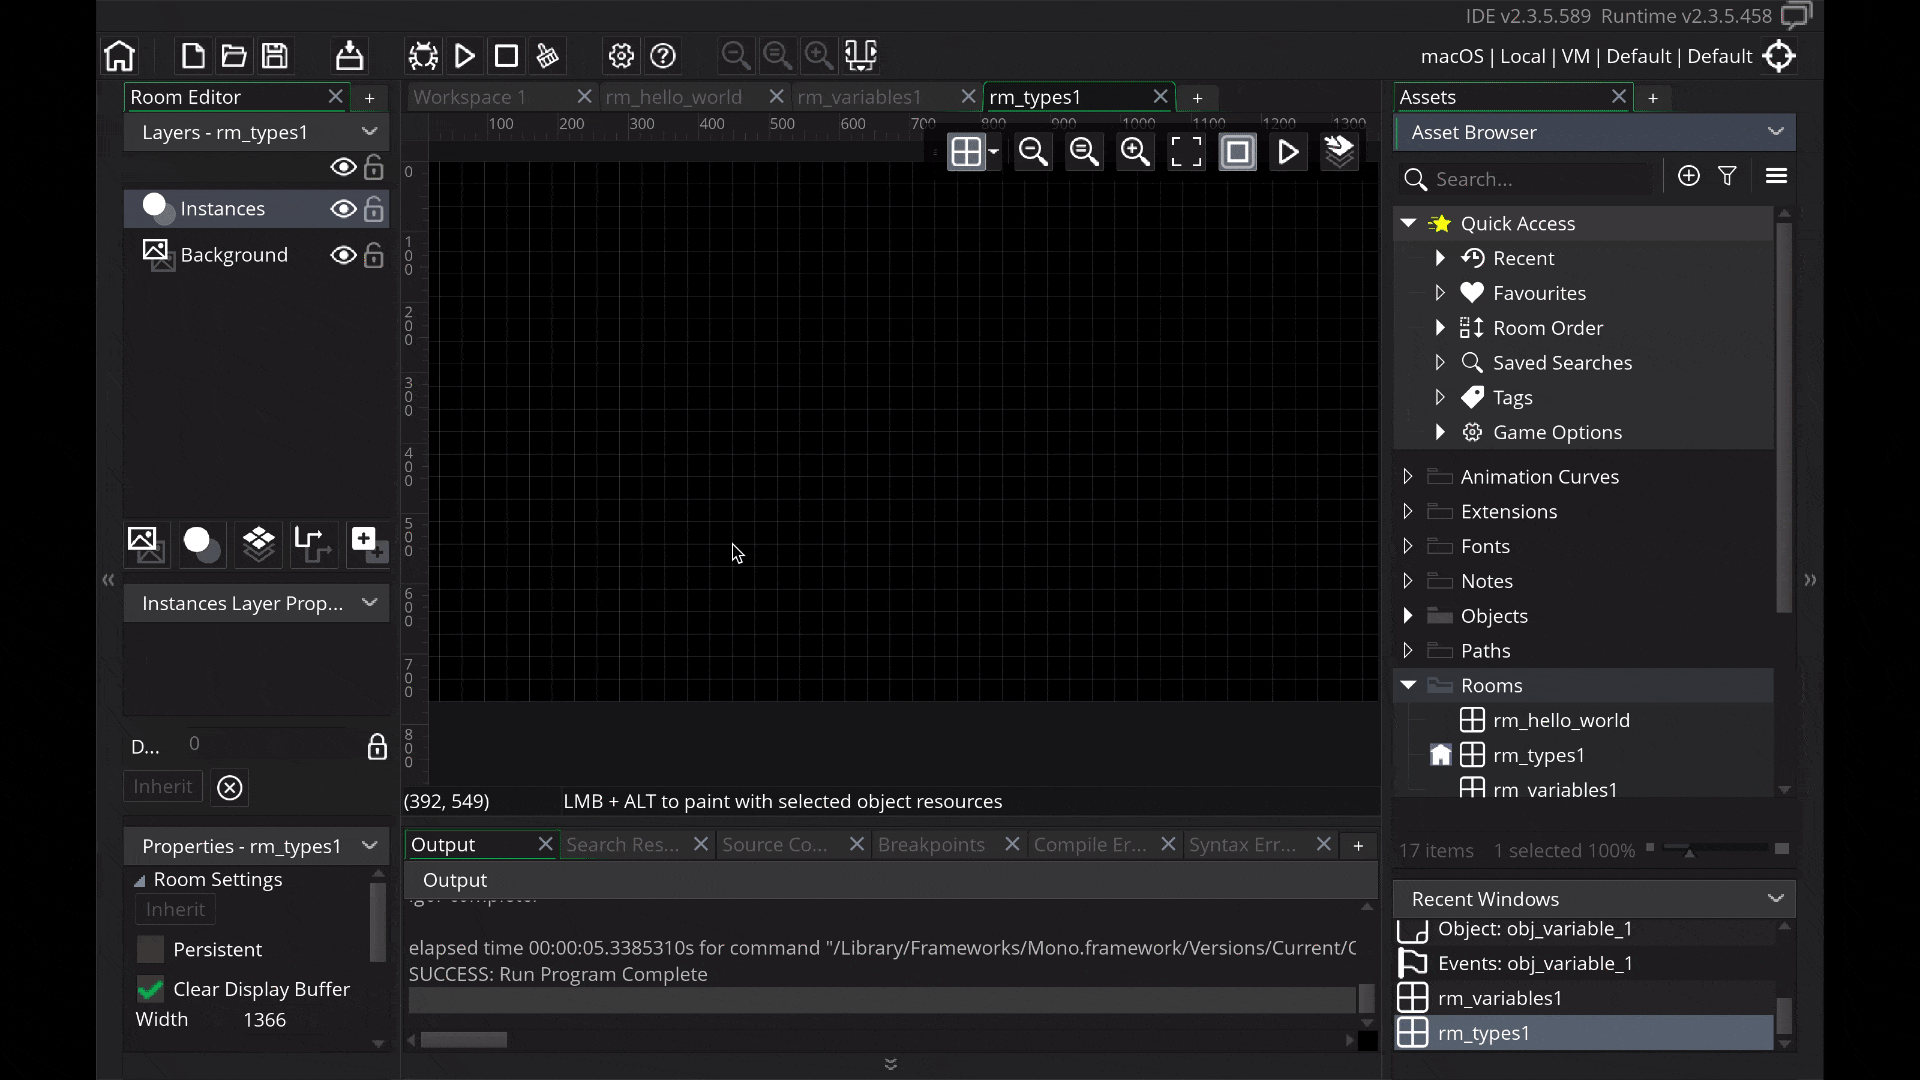 IDE v2.3.5.589 Runtime v2.3.5.458
macOS | Local | VM | Default | Default
Room Editor
Workspace 1
rm_hello_world
rm_variables1
rm_types1
Assets
Layers - rm_types1
Asset Browser
100 200 300 400 500 600 700 800 900 1000 1100 1200 1300
0
100
200
300
400
500
600
700
800
Search...
Instances
Background
Quick Access
Recent
Favourites
Room Order
Saved Searches
Tags
Game Options
Animation Curves
Extensions
Fonts
Notes
Objects
Paths
Rooms
rm_hello_world
rm_types1
rm_variables1
Instances Layer Prop...
D... 0
Inherit
(392, 549)
LMB + ALT to paint with selected object resources
17 items 1 selected 100%
Properties - rm_types1
Room Settings
Inherit
Persistent
Clear Display Buffer
Width 1366
Output
Search Res...
Source Co...
Breakpoints
Compile Er...
Syntax Err...
Output
elapsed time 00:00:05.3385310s for command "/Library/Frameworks/Mono.framework/Versions/Current/C
SUCCESS: Run Program Complete
Recent Windows
Object: obj_variable_1
Events: obj_variable_1
rm_variables1
rm_types1